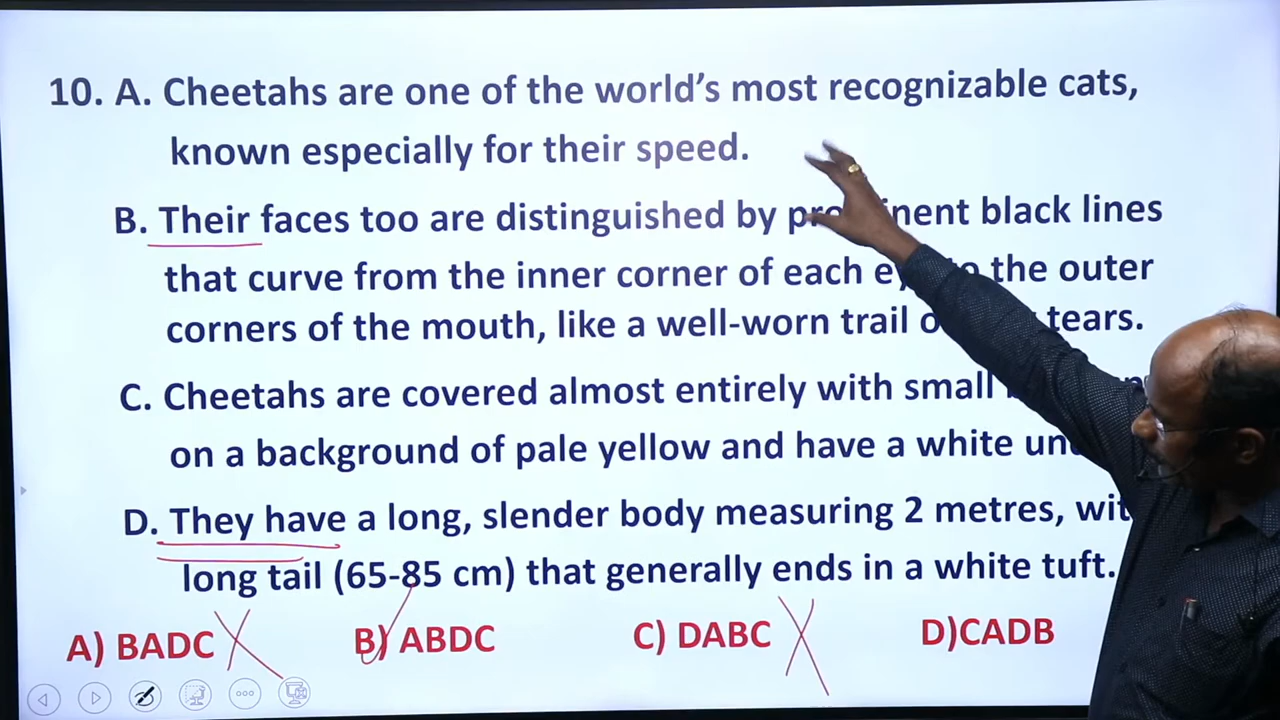 10. A. Cheetahs are one of the world's most recognizable cats,
known especially for their speed.
B. Their faces too are distinguished by black lines
that curve from the inner corner of each the outer
corners of the mouth, like a well-worn trail tears.
C. Cheetahs are covered almost entirely with small
on a background of pale yellow and have a white
D. They have a long, slender body measuring 2 metres,
long tail (65-85 cm) that generally ends in a white tuft.
A) BADC B) ABDC C) DABC D)CADB